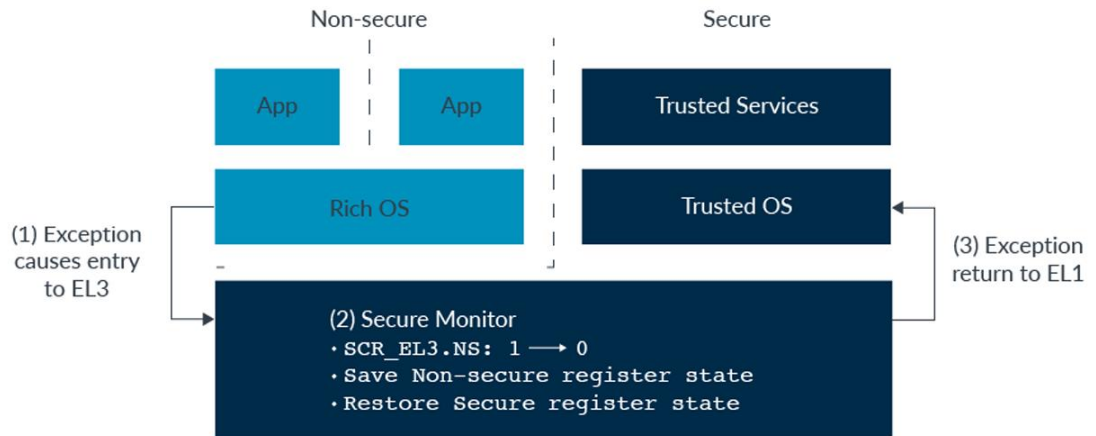 Non-secure
Secure
App
App
Trusted Services
Rich OS
Trusted OS
(1) Exception
causes entry
to EL3
(3) Exception
return to EL1
(2) Secure Monitor
· SCR_EL3.NS: 1 ⟶ 0
· Save Non-secure register state
· Restore Secure register state